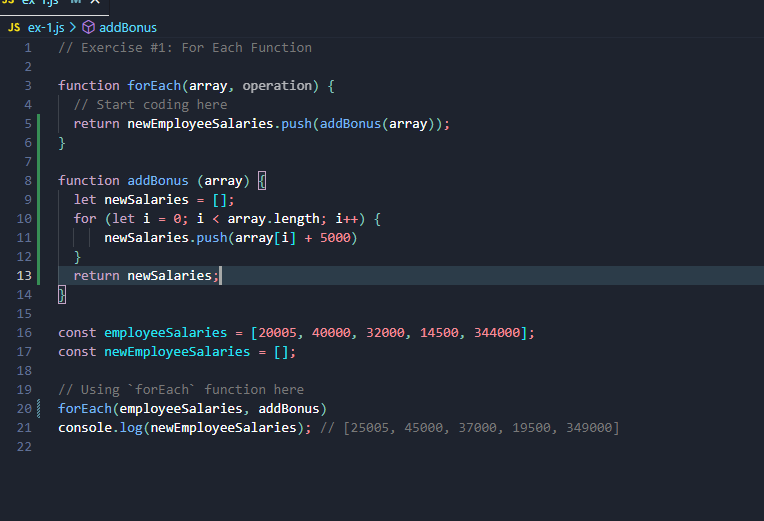 JS ex-1.js M X
JS ex-1.js > addBonus
1 // Exercise #1: For Each Function
2
3 function forEach(array, operation) {
4 // Start coding here
5 return newEmployeeSalaries.push(addBonus(array));
6 }
7
8 function addBonus (array) {
9 let newSalaries = [];
10 for (let i = 0; i < array.length; i++) {
11 newSalaries.push(array[i] + 5000)
12 }
13 return newSalaries;
14 }
15
16 const employeeSalaries = [20005, 40000, 32000, 14500, 344000];
17 const newEmployeeSalaries = [];
18
19 // Using `forEach` function here
20 forEach(employeeSalaries, addBonus)
21 console.log(newEmployeeSalaries); // [25005, 45000, 37000, 19500, 349000]
22